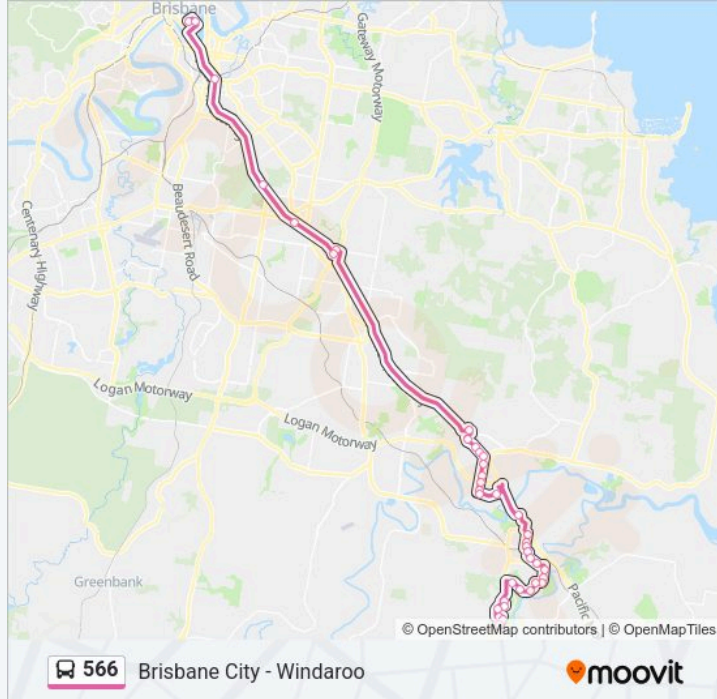 Brisbane
Gateway Motorway
Centenary Highway
Beaudesert Road
Logan Motorway
Logan Motorway
Greenbank
Pacific
© OpenStreetMap contributors | © OpenMapTiles
566 Brisbane City - Windaroo
moovit